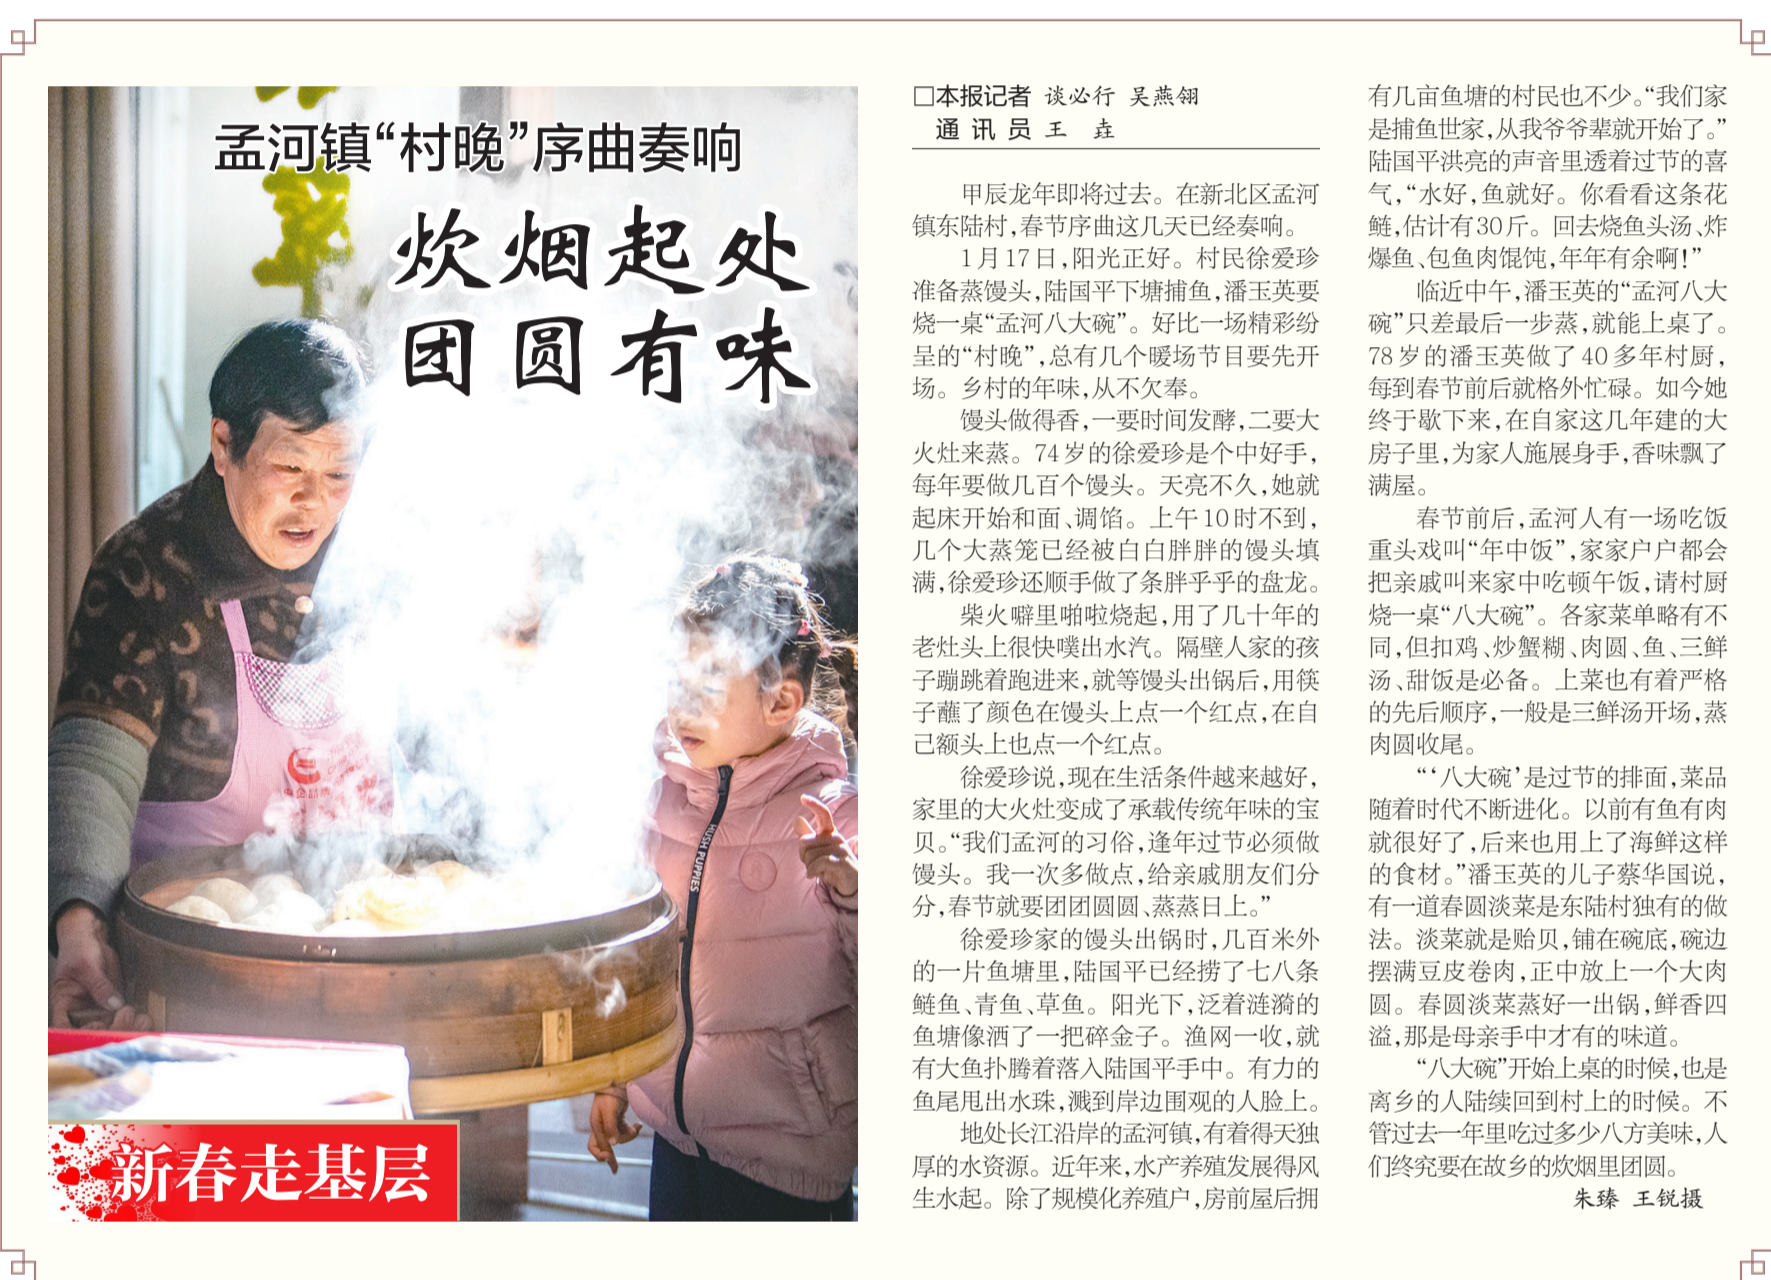 孟河镇“村晚”序曲奏响
炊烟起处
团圆有味
HUSH PUPPIES
新春走基层
□本报记者 谈必行 吴燕翎
通讯员 王垚
甲辰龙年即将过去。在新北区孟河
镇东陆村，春节序曲这几天已经奏响。
1月17日，阳光正好。村民徐爱珍
准备蒸馒头，陆国平下塘捕鱼，潘玉英要
烧一桌“孟河八大碗”。好比一场精彩纷
呈的“村晚”，总有几个暖场节目要先开
场。乡村的年味，从不欠奉。
馒头做得香，一要时间发酵，二要大
火灶来蒸。74岁的徐爱珍是个中好手，
每年要做几百个馒头。天亮不久，她就
起床开始和面、调馅。上午10时不到，
几个大蒸笼已经被白白胖胖的馒头填
满，徐爱珍还顺手做了条胖乎乎的盘龙。
柴火噼里啪啦烧起，用了几十年的
老灶头上很快噗出水汽。隔壁人家的孩
子蹦跳着跑进来，就等馒头出锅后，用筷
子蘸了颜色在馒头上点一个红点，在自
己额头上也点一个红点。
徐爱珍说，现在生活条件越来越好，
家里的大火灶变成了承载传统年味的宝
贝。“我们孟河的习俗，逢年过节必须做
馒头。我一次多做点，给亲戚朋友们分
分，春节就要团团圆圆、蒸蒸日上。”
徐爱珍家的馒头出锅时，几百米外
的一片鱼塘里，陆国平已经捞了七八条
鲢鱼、青鱼、草鱼。阳光下，泛着涟漪的
鱼塘像洒了一把碎金子。渔网一收，就
有大鱼扑腾着落入陆国平手中。有力的
鱼尾甩出水珠，溅到岸边围观的人脸上。
地处长江沿岸的孟河镇，有着得天独
厚的水资源。近年来，水产养殖发展得风
生水起。除了规模化养殖户，房前屋后拥
有几亩鱼塘的村民也不少。“我们家
是捕鱼世家，从我爷爷辈就开始了。”
陆国平洪亮的声音里透着过节的喜
气，“水好，鱼就好。你看看这条花
鲢，估计有30斤。回去烧鱼头汤、炸
爆鱼、包鱼肉馄饨，年年有余啊！”
临近中午，潘玉英的“孟河八大
碗”只差最后一步蒸，就能上桌了。
78岁的潘玉英做了40多年村厨，
每到春节前后就格外忙碌。如今她
终于歇下来，在自家这几年建的大
房子里，为家人施展身手，香味飘了
满屋。
春节前后，孟河人有一场吃饭
重头戏叫“年中饭”，家家户户都会
把亲戚叫来家中吃顿午饭，请村厨
烧一桌“八大碗”。各家菜单略有不
同，但扣鸡、炒蟹糊、肉圆、鱼、三鲜
汤、甜饭是必备。上菜也有着严格
的先后顺序，一般是三鲜汤开场，蒸
肉圆收尾。
“‘八大碗’是过节的排面，菜品
随着时代不断进化。以前有鱼有肉
就很好了，后来也用上了海鲜这样
的食材。”潘玉英的儿子蔡华国说，
有一道春圆淡菜是东陆村独有的做
法。淡菜就是贻贝，铺在碗底，碗边
摆满豆皮卷肉，正中放上一个大肉
圆。春圆淡菜蒸好一出锅，鲜香四
溢，那是母亲手中才有的味道。
“八大碗”开始上桌的时候，也是
离乡的人陆续回到村上的时候。不
管过去一年里吃过多少八方美味，人
们终究要在故乡的炊烟里团圆。
朱臻 王锐摄